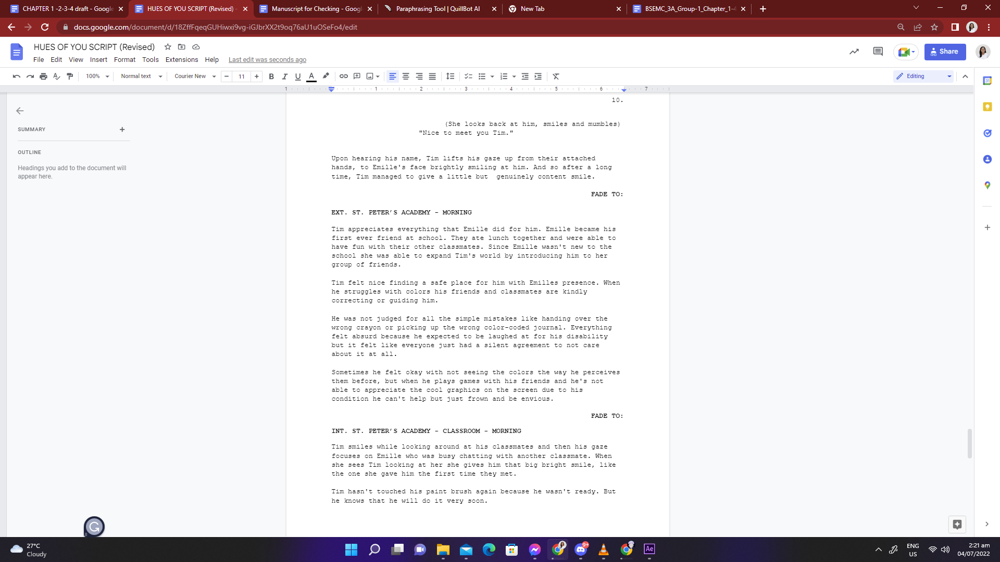 CHAPTER 1 -2-3-4 draft - Google
HUES OF YOU SCRIPT (Revised) -
Manuscript for Checking - Googl
Paraphrasing Tool | QuillBot AI
New Tab
BSEMC_3A_Group-1_Chapter_1-4
docs.google.com/document/d/18ZffFqeqGUHiwxi9vg-iGJbrXX2t9oq76aU1uOSeFo4/edit
HUES OF YOU SCRIPT (Revised)
File Edit View Insert Format Tools Extensions Help Last edit was seconds ago
Share
100% Normal text Courier New 11 Editing
1 1 2 3 4 5 6 7
SUMMARY
OUTLINE
Headings you add to the document will
appear here.
10.
(She looks back at him, smiles and mumbles)
"Nice to meet you Tim."
Upon hearing his name, Tim lifts his gaze up from their attached
hands, to Emille's face brightly smiling at him. And so after a long
time, Tim managed to give a little but  genuinely content smile.
FADE TO:
EXT. ST. PETER’S ACADEMY - MORNING
Tim appreciates everything that Emille did for him. Emille became his
first ever friend at school. They ate lunch together and were able to
have fun with their other classmates. Since Emille wasn't new to the
school she was able to expand Tim's world by introducing him to her
group of friends.
Tim felt nice finding a safe place for him with Emilles presence. When
he struggles with colors his friends and classmates are kindly
correcting or guiding him.
He was not judged for all the simple mistakes like handing over the
wrong crayon or picking up the wrong color-coded journal. Everything
felt absurd because he expected to be laughed at for his disability
but it felt like everyone just had a silent agreement to not care
about it at all.
Sometimes he felt okay with not seeing the colors the way he perceives
them before, but when he plays games with his friends and he's not
able to appreciate the cool graphics on the screen due to his
condition he can't help but just frown and be envious.
FADE TO:
INT. ST. PETER’S ACADEMY - CLASSROOM - MORNING
Tim smiles while looking around at his classmates and then his gaze
focuses on Emille who was busy chatting with another classmate. When
she sees Tim looking at her she gives him that big bright smile, like
the one she gave him the first time they met.
Tim hasn't touched his paint brush again because he wasn't ready. But
he knows that he will do it very soon.
27°C
Cloudy
9+
Ae
ENG
US
2:21 am
04/07/2022